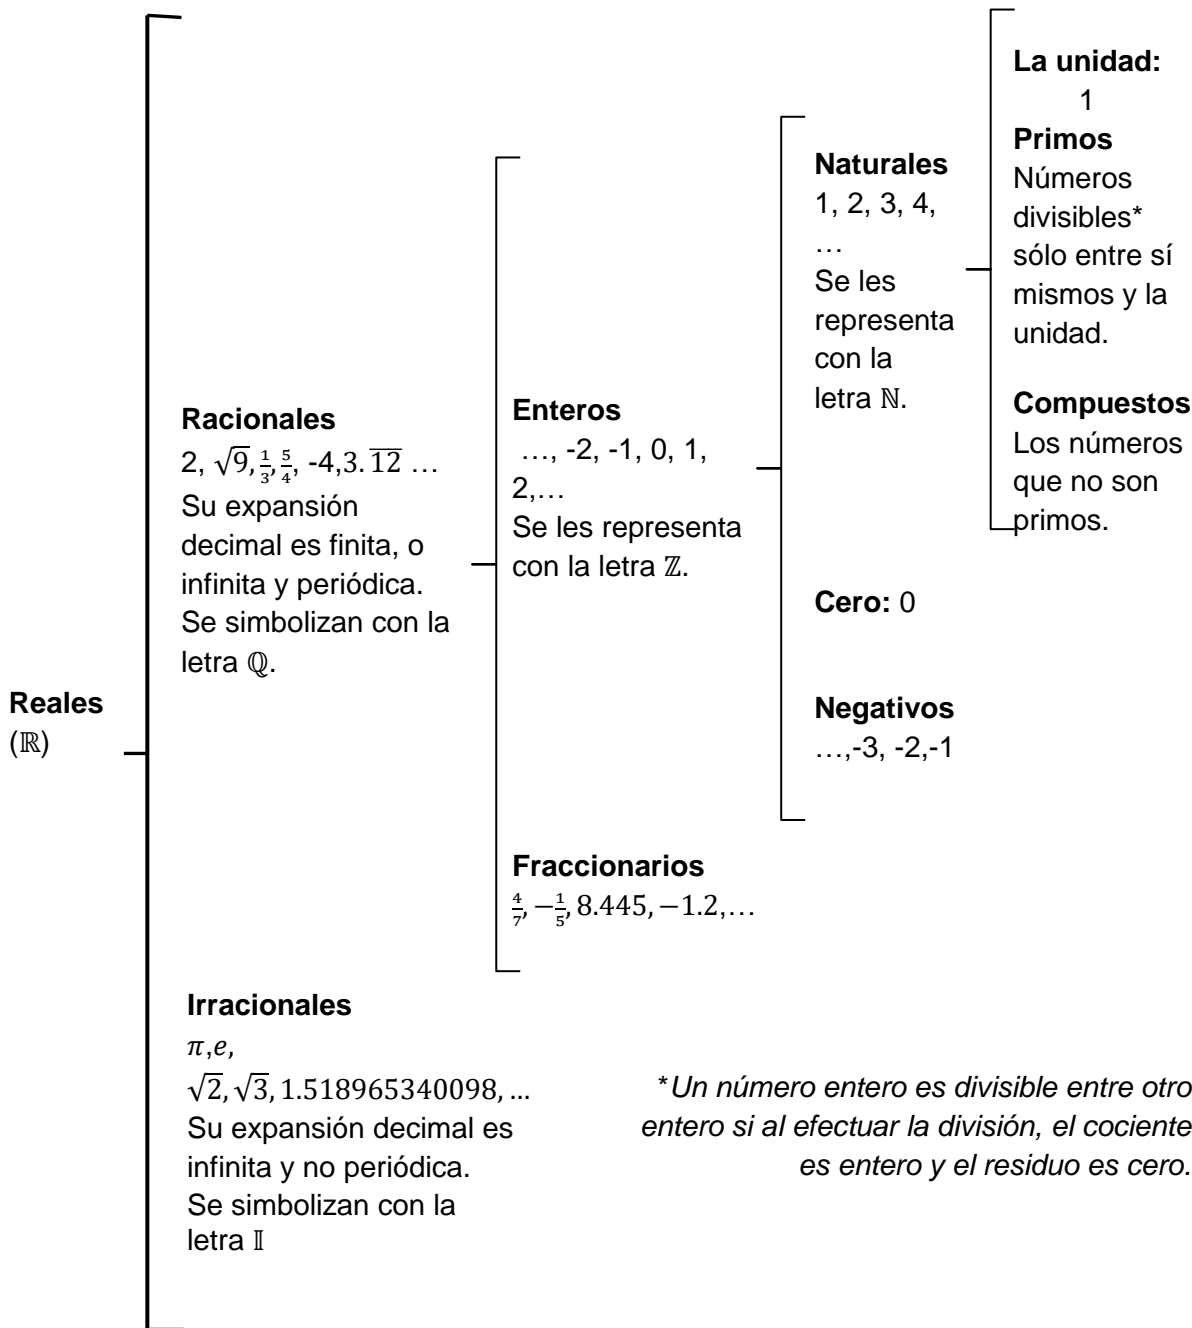 Reales
(ℝ)
Racionales
2, √9, 1/3, 5/4, -4,3.1̅2̅ …
Su expansión
decimal es finita, o
infinita y periódica.
Se simbolizan con la
letra ℚ.
Enteros
…, -2, -1, 0, 1,
2,…
Se les representa
con la letra ℤ.
Naturales
1, 2, 3, 4,
…
Se les
representa
con la
letra ℕ.
La unidad:
1
Primos
Números
divisibles*
sólo entre sí
mismos y la
unidad.
Compuestos
Los números
que no son
primos.
Cero: 0
Negativos
…,-3, -2,-1
Fraccionarios
4/7, −1/5, 8.445, −1.2,…
Irracionales
π,e,
√2, √3, 1.518965340098, …
Su expansión decimal es
infinita y no periódica.
Se simbolizan con la
letra 𝕀
*Un número entero es divisible entre otro
entero si al efectuar la división, el cociente
es entero y el residuo es cero.